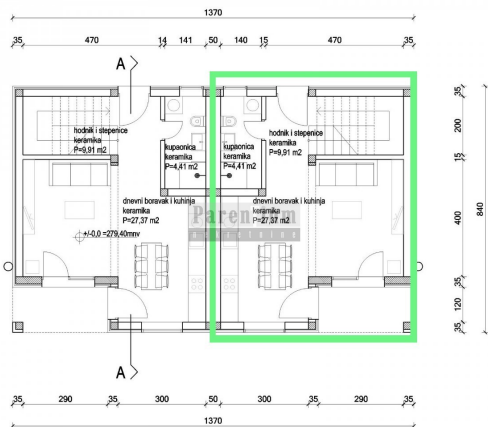 1370
35 470 14 141 50 140 15 470 35
A
hodnik i stepenice
keramika
P=9,91 m2
kupaonica
keramika
P=4,41 m2
kupaonica
keramika
P=4,41 m2
hodnik i stepenice
keramika
P=9,91 m2
dnevni boravak i kuhinja
keramika
P=27,37 m2
dnevni boravak i kuhinja
keramika
P=27,37 m2
+/-0,0 =279,40mnv
35
200
15
400
35
120
35
840
A
35 290 35 300 50 300 35 290 35
1370